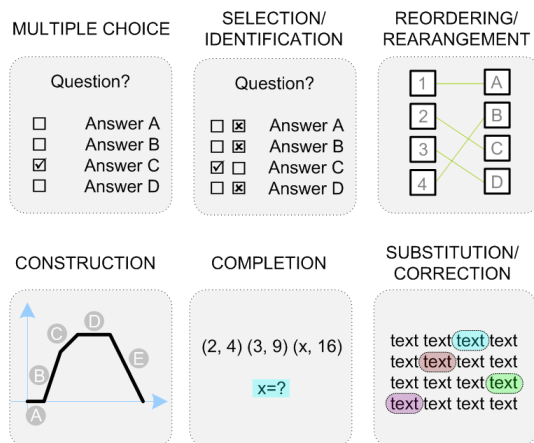 MULTIPLE CHOICE
Question?
Answer A
Answer B
Answer C
Answer D
SELECTION/
IDENTIFICATION
Question?
Answer A
Answer B
Answer C
Answer D
REORDERING/
REARANGEMENT
1 A
2 B
3 C
4 D
CONSTRUCTION
A
B
C
D
E
COMPLETION
(2, 4) (3, 9) (x, 16)
x=?
SUBSTITUTION/
CORRECTION
text text text text
text text text text
text text text text
text text text text